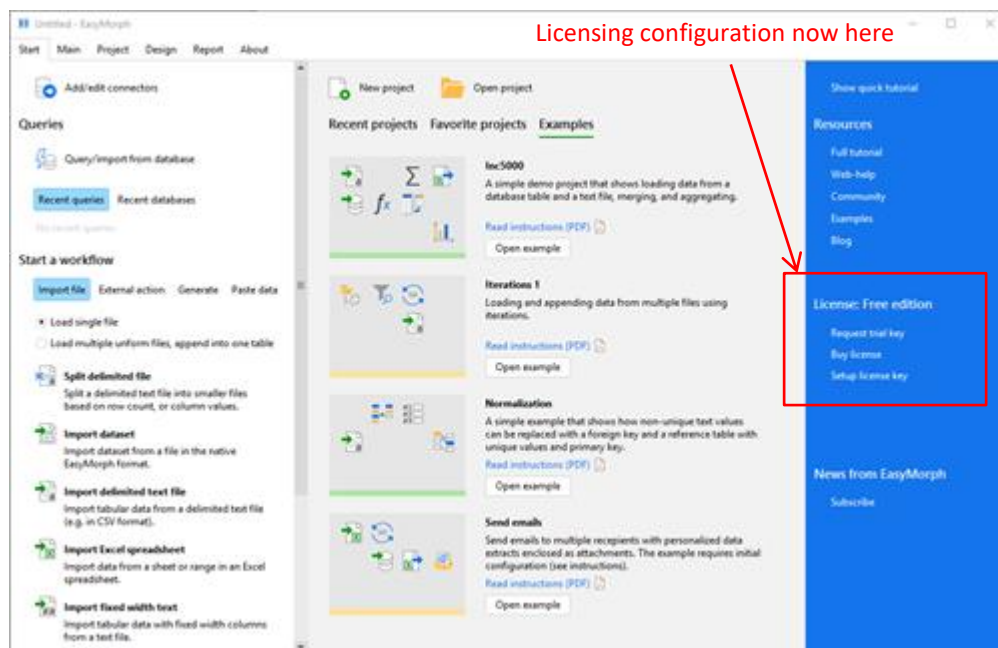 Untitled - EasyMorph
Licensing configuration now here
Start Main Project Design Report About
Add/edit connectors
Queries
Query/import from database
Recent queries Recent databases
No recent queries
Start a workflow
Import file External action Generate Paste data
Load single file
Load multiple uniform files, append into one table
Split delimited file
Split a delimited text file into smaller files
based on row count, or column values.
Import dataset
Import dataset from a file in the native
EasyMorph format.
Import delimited text file
Import tabular data from a delimited text file
(e.g. in CSV format).
Import Excel spreadsheet
Import data from a sheet or range in an Excel
spreadsheet.
Import fixed width text
Import tabular data with fixed width columns
from a text file.
New project Open project
Recent projects Favorite projects Examples
Inc5000
A simple demo project that shows loading data from a
database table and a text file, merging, and aggregating.
Read instructions (PDF)
Open example
Iterations 1
Loading and appending data from multiple files using
iterations.
Read instructions (PDF)
Open example
Normalization
A simple example that shows how non-unique text values
can be replaced with a foreign key and a reference table with
unique values and primary key.
Read instructions (PDF)
Open example
Send emails
Send emails to multiple recepients with personalized data
extracts enclosed as attachments. The example requires initial
configuration (see instructions).
Read instructions (PDF)
Open example
Show quick tutorial
Resources
Full tutorial
Web-help
Community
Examples
Blog
License: Free edition
Request trial key
Buy license
Setup license key
News from EasyMorph
Subscribe